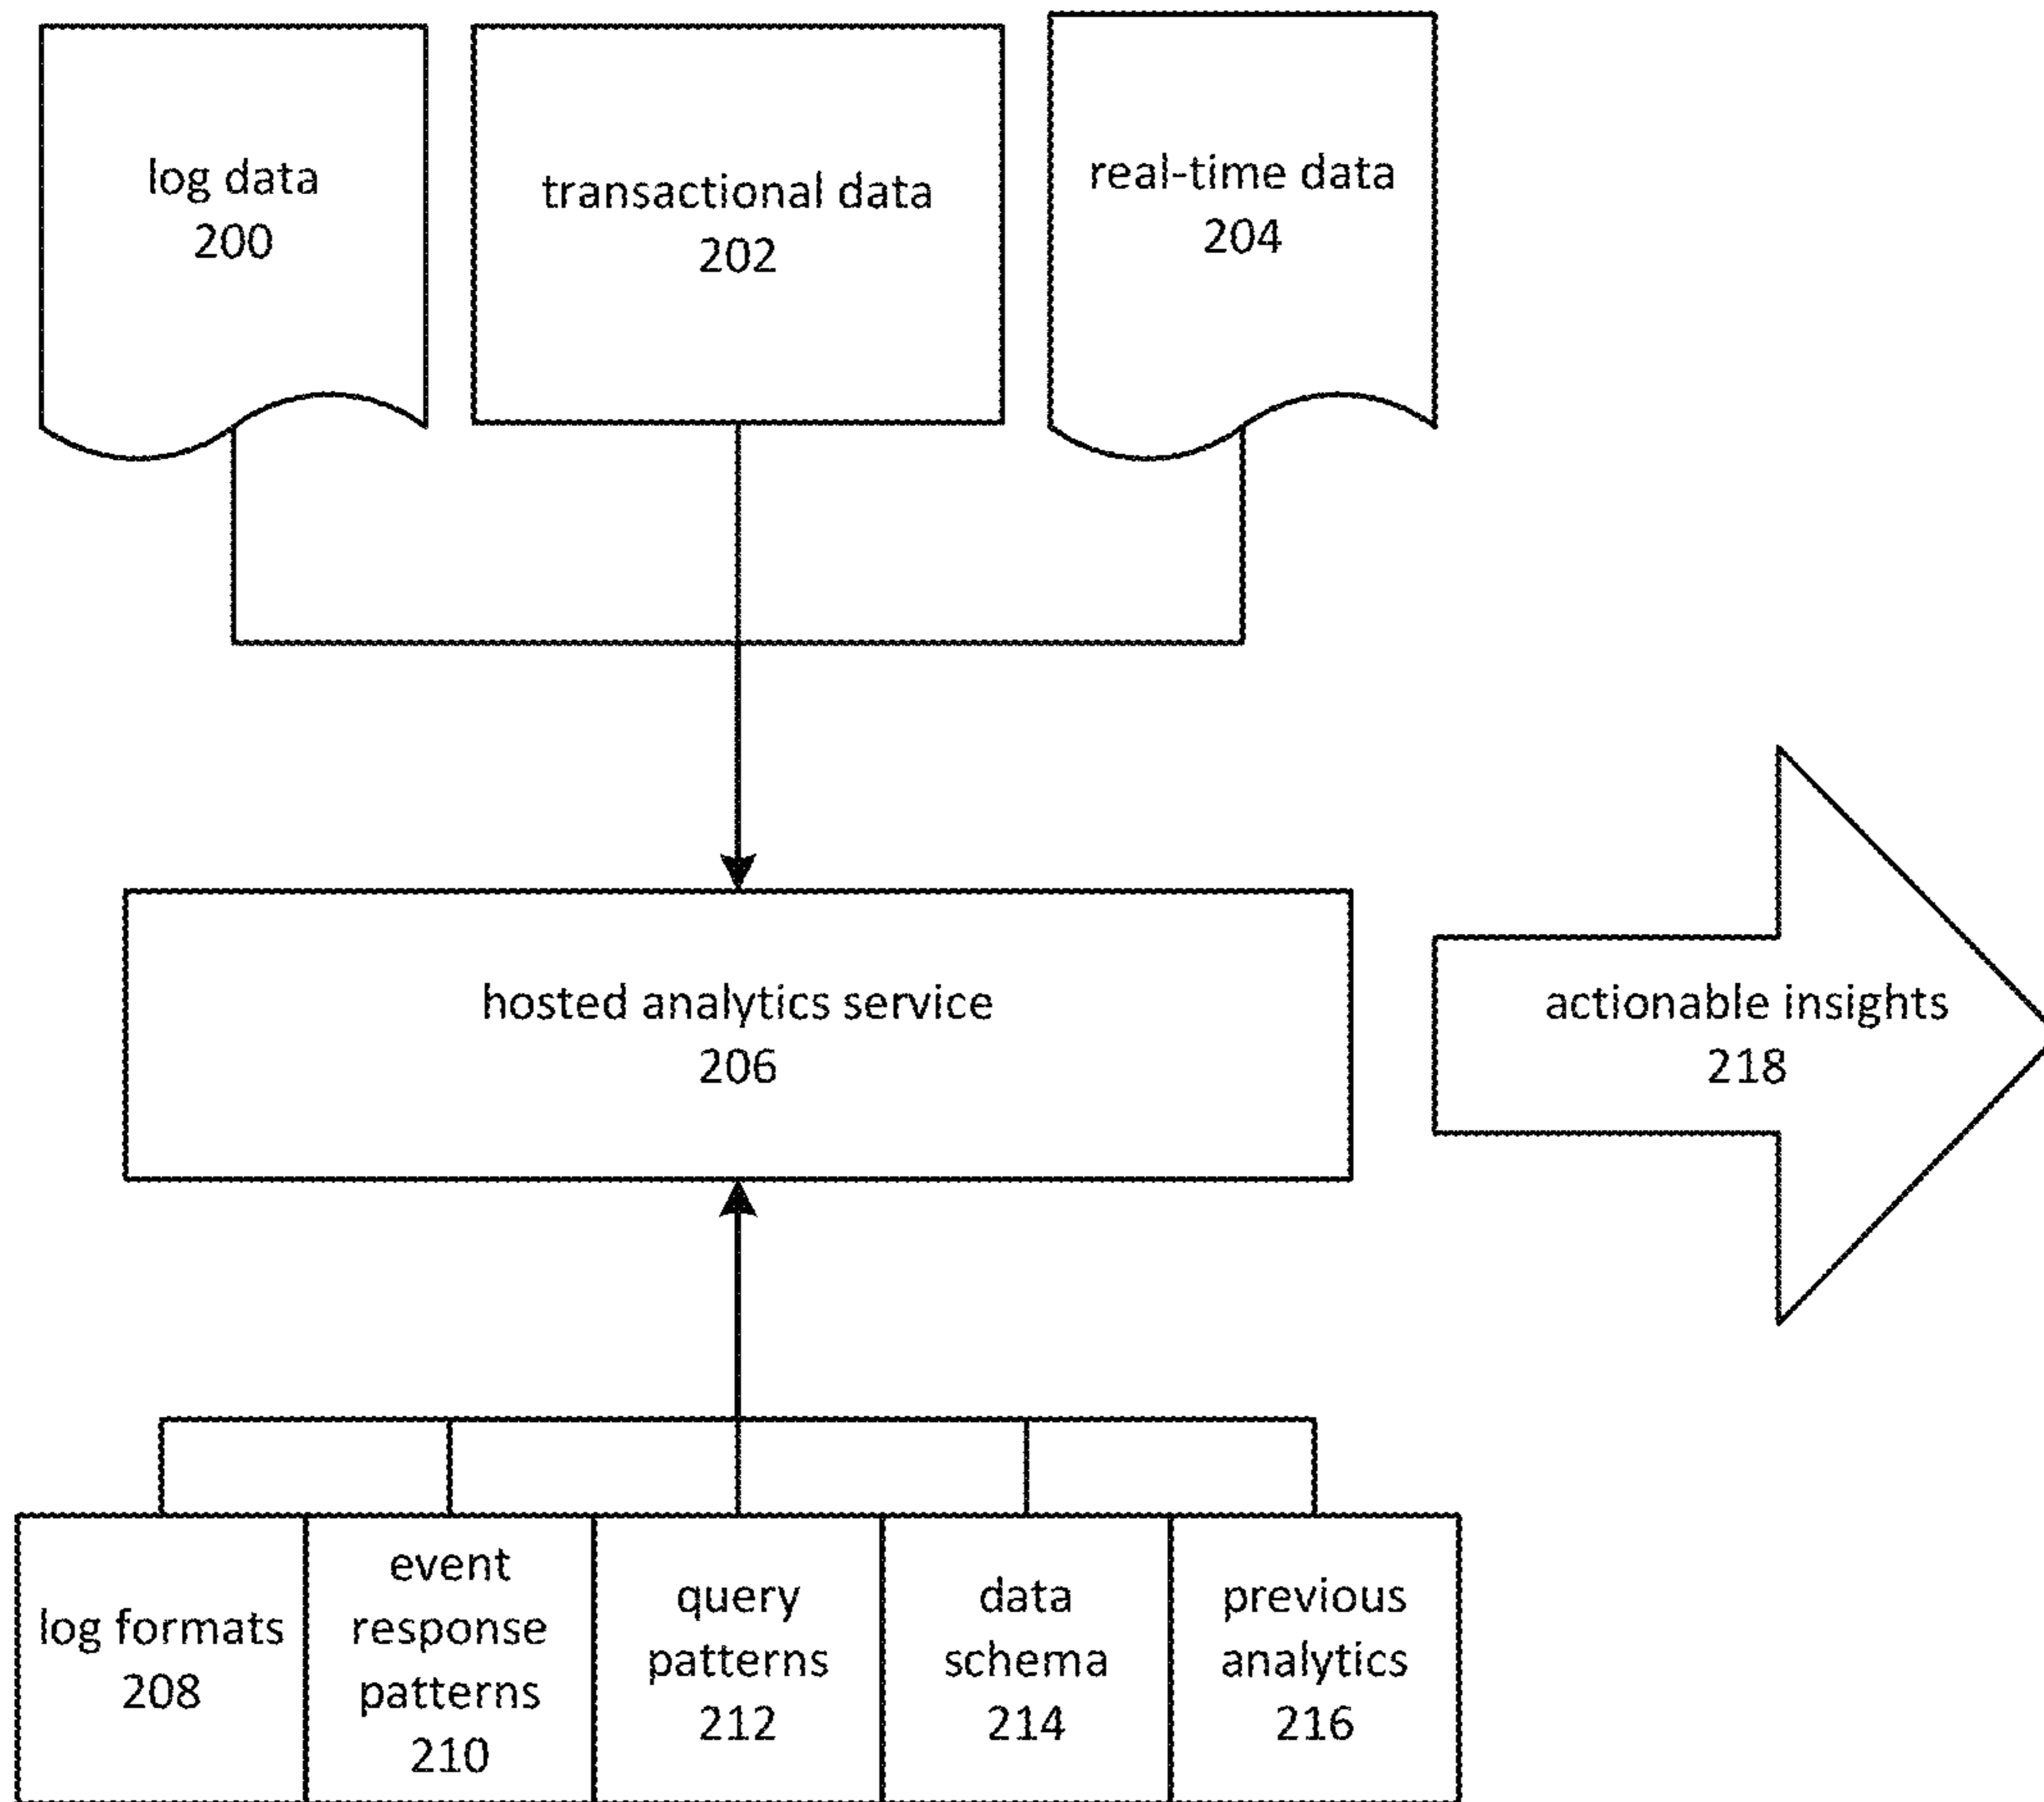 log data
200
transactional data
202
real-time data
204
hosted analytics service
206
actionable insights
218
log formats
208
event
response
patterns
210
query
patterns
212
data
schema
214
previous
analytics
216